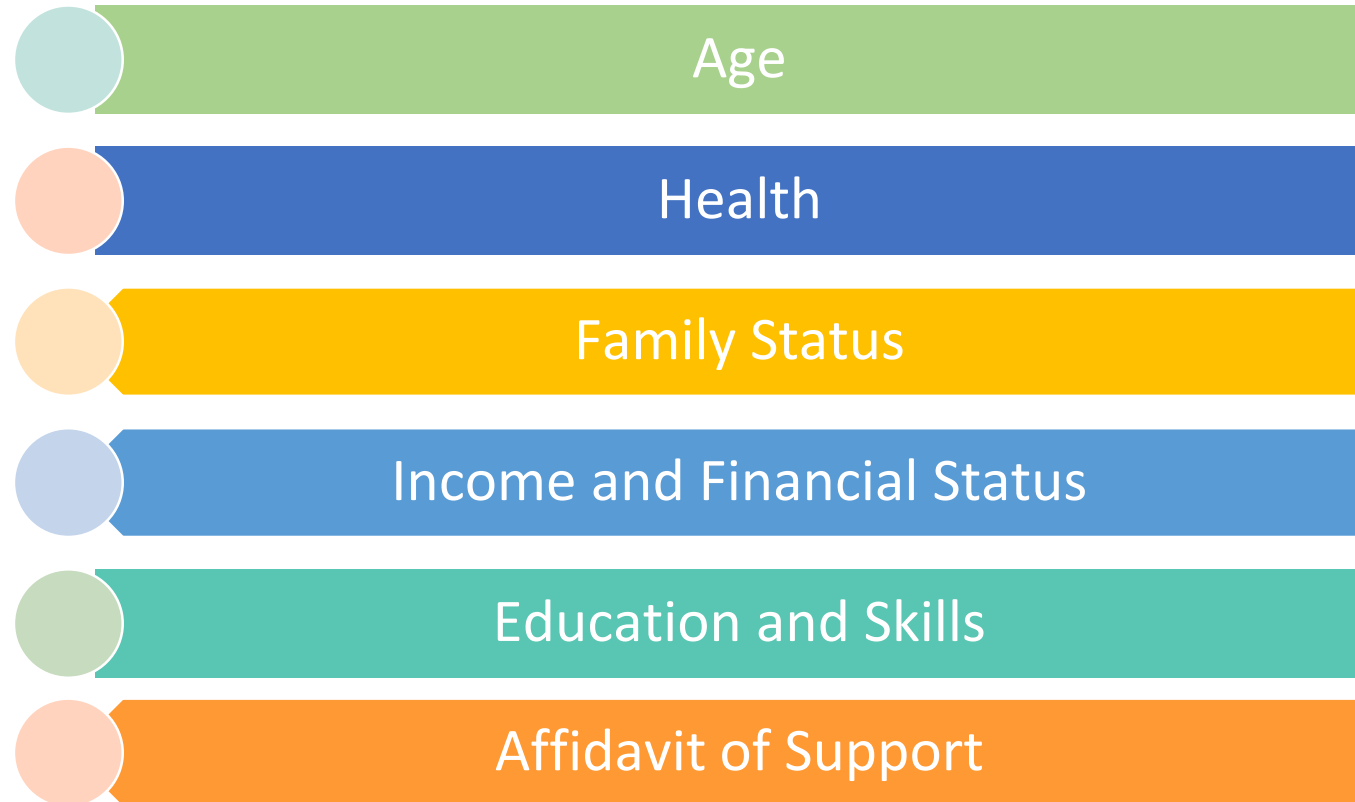 Age
Health
Family Status
Income and Financial Status
Education and Skills
Affidavit of Support